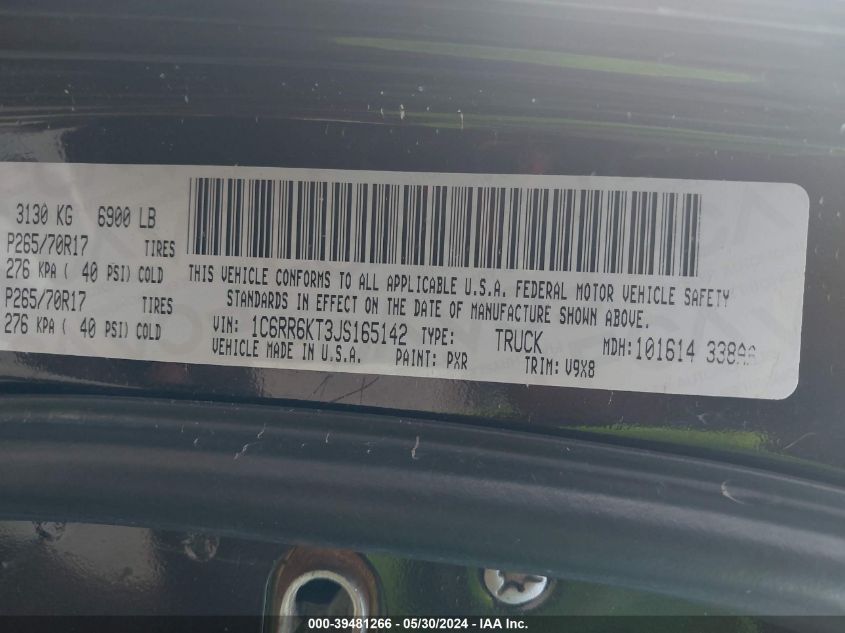 3130 KG 6900 LB
P265/70R17 TIRES
276 KPA ( 40 PSI) COLD
P265/70R17 TIRES
276 KPA ( 40 PSI) COLD
THIS VEHICLE CONFORMS TO ALL APPLICABLE U.S.A. FEDERAL MOTOR VEHICLE SAFETY
STANDARDS IN EFFECT ON THE DATE OF MANUFACTURE SHOWN ABOVE.
VIN: 1C6RR6KT3JS165142 TYPE: TRUCK MDH:101614 338AA
VEHICLE MADE IN U.S.A. PAINT: PXR TRIM: V9X8
000-39481266 - 05/30/2024 - IAA Inc.